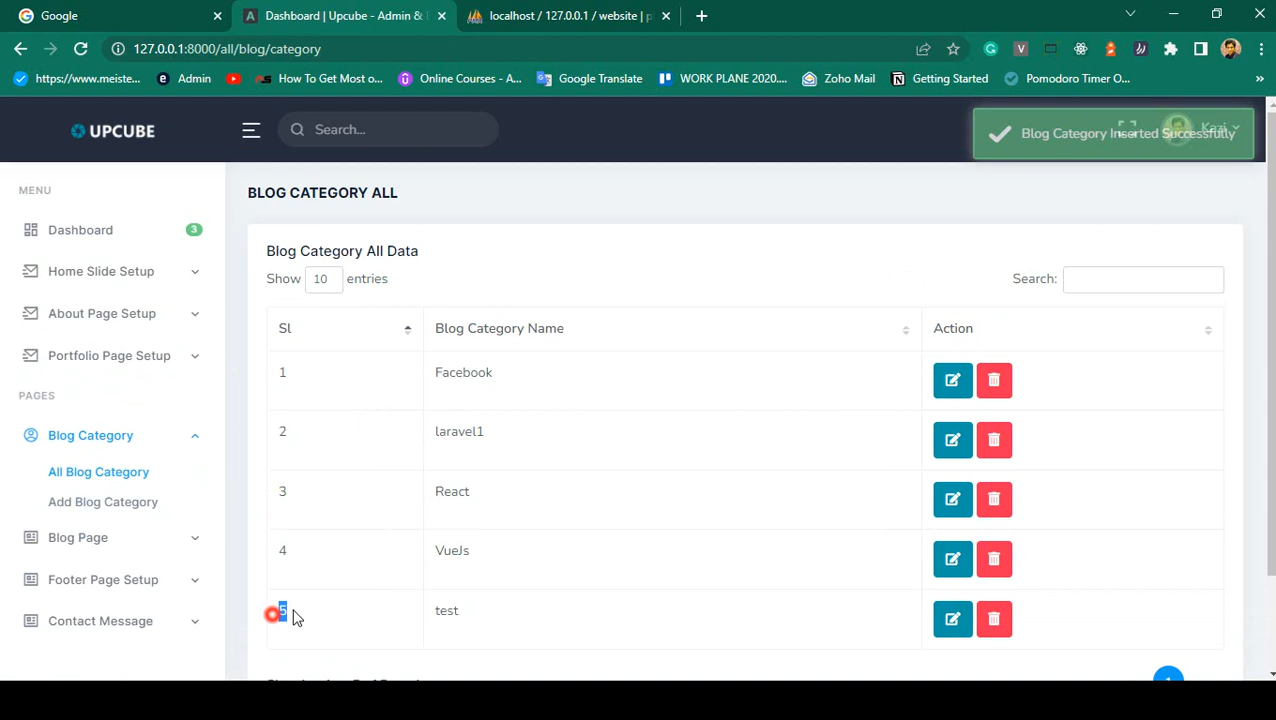 Google
Dashboard | Upcube - Admin &
localhost / 127.0.0.1 / website | p
127.0.0.1:8000/all/blog/category
https://www.meiste...
Admin
How To Get Most o...
Online Courses - A...
Google Translate
WORK PLANE 2020....
Zoho Mail
Getting Started
Pomodoro Timer O...
UPCUBE
Search...
Blog Category Inserted Successfully
MENU
Dashboard
3
Home Slide Setup
About Page Setup
Portfolio Page Setup
PAGES
Blog Category
All Blog Category
Add Blog Category
Blog Page
Footer Page Setup
Contact Message
BLOG CATEGORY ALL
Blog Category All Data
Show 10 entries
Search:
Sl Blog Category Name Action
1 Facebook
2 laravel1
3 React
4 VueJs
5 test